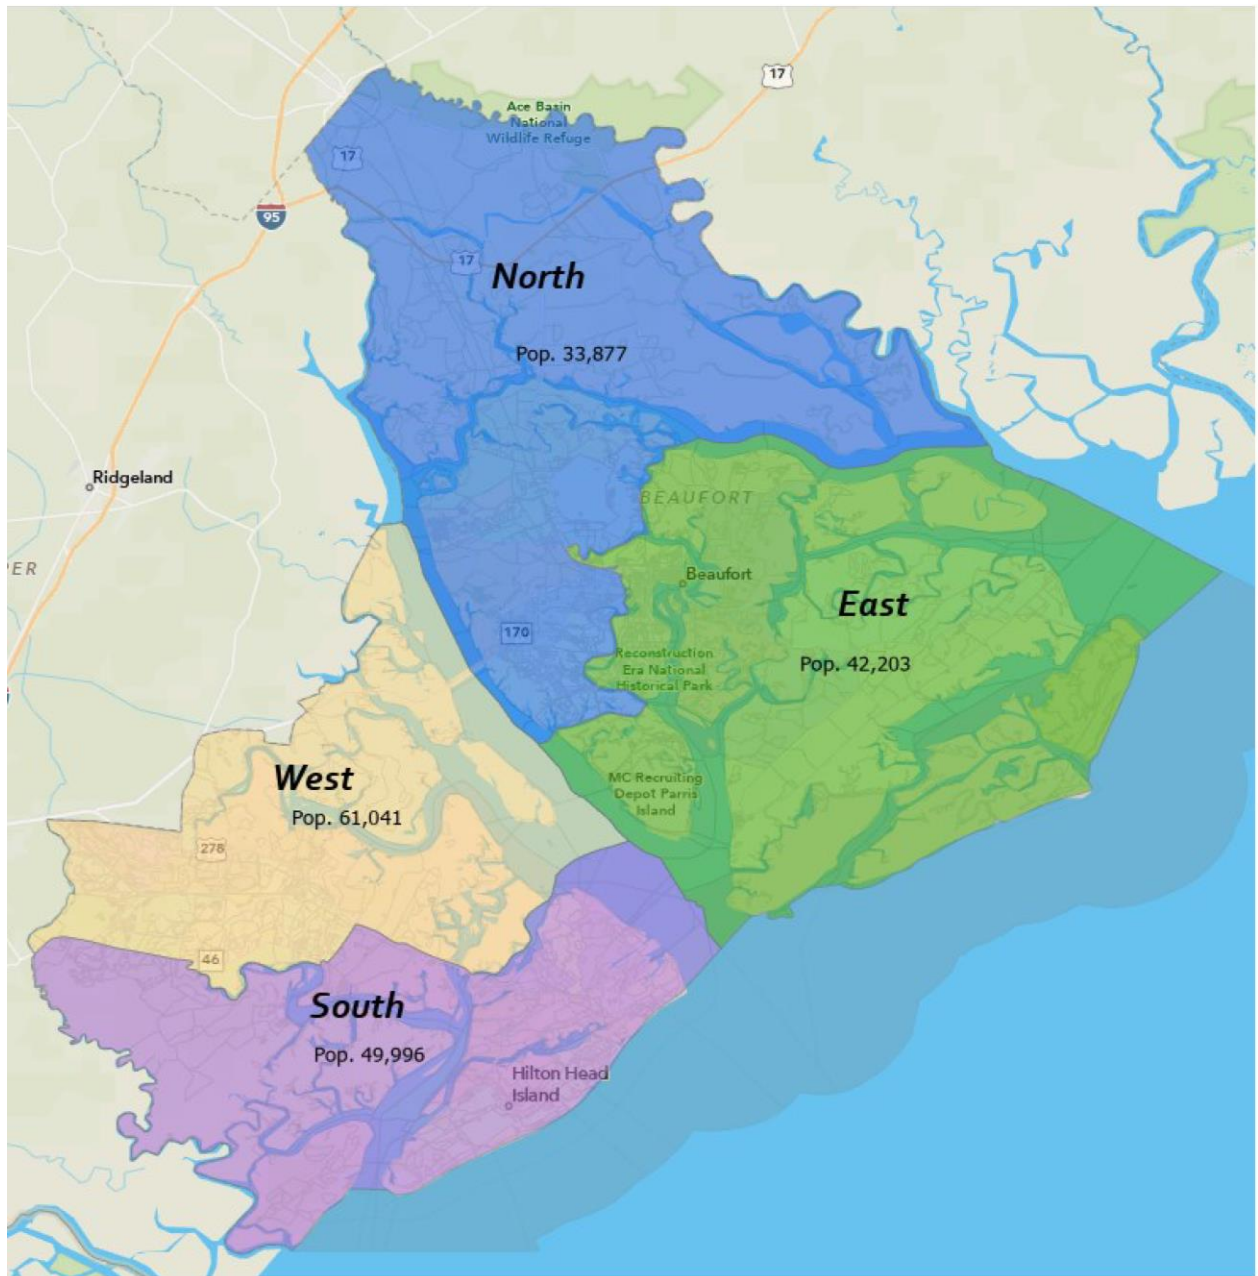 17
Ace Basin
National
Wildlife Refuge
17
95
17
North
Pop. 33,877
Ridgeland
BEAUFORT
PER
Beaufort
East
170
Reconstruction
Era National
Historical Park
Pop. 42,203
West
MC Recruiting
Depot Parris
Island
Pop. 61,041
278
46
South
Pop. 49,996
Hilton Head
Island